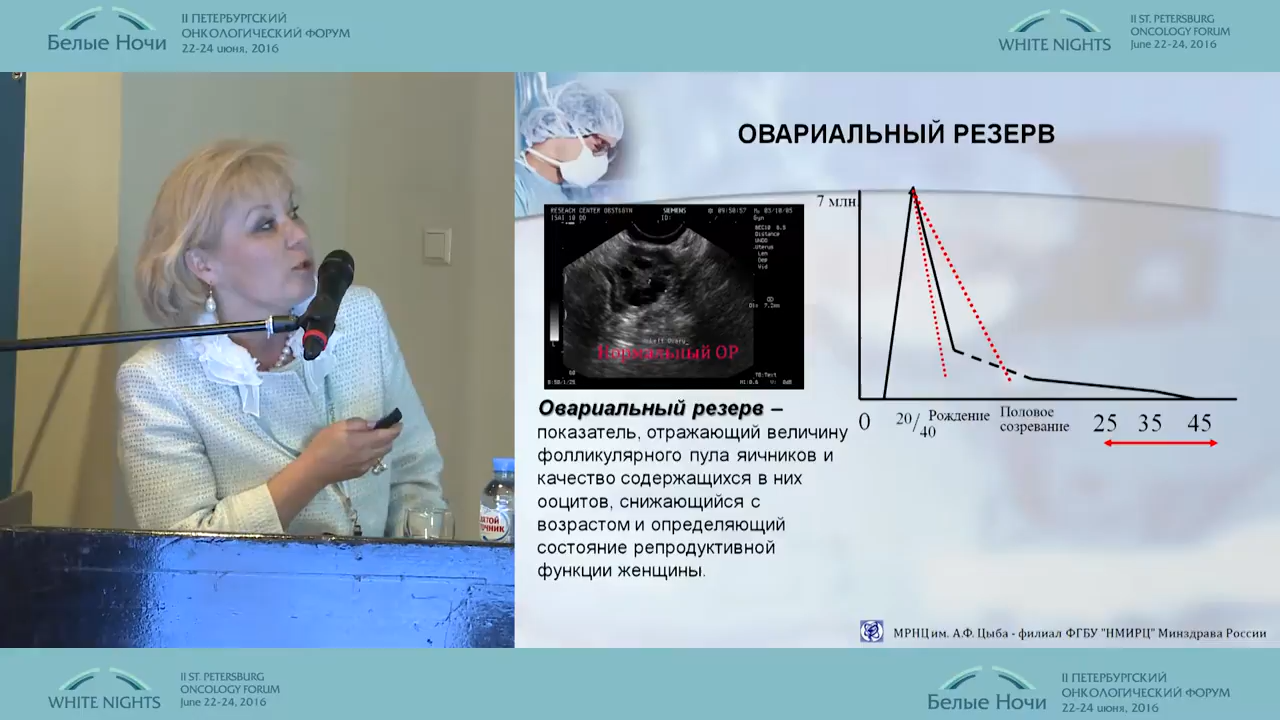 Белые Ночи
II ПЕТЕРБУРГСКИЙ
ОНКОЛОГИЧЕСКИЙ ФОРУМ
22-24 июня, 2016
WHITE NIGHTS
II ST. PETERSBURG
ONCOLOGY FORUM
June 22-24, 2016
ОВАРИАЛЬНЫЙ РЕЗЕРВ
SIEMENS
Left Ovary
Нормальный ОР
7 млн.
0
20/
40
Рождение
Половое
созревание
25 35 45
Овариальный резерв –
показатель, отражающий величину
фолликулярного пула яичников и
качество содержащихся в них
ооцитов, снижающийся с
возрастом и определяющий
состояние репродуктивной
функции женщины.
МРНЦ им. А.Ф. Цыба - филиал ФГБУ "НМИРЦ" Минздрава России
WHITE NIGHTS
II ST. PETERSBURG
ONCOLOGY FORUM
June 22-24, 2016
Белые Ночи
II ПЕТЕРБУРГСКИЙ
ОНКОЛОГИЧЕСКИЙ ФОРУМ
22-24 июня, 2016